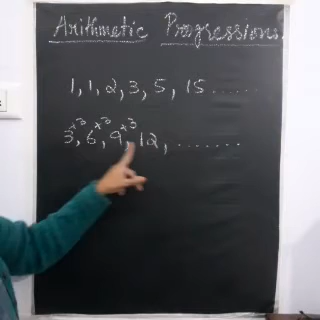 Arithmetic Progressions.
1, 1, 2, 3, 5, 15 ......
+3 +3 +3
3, 6, 9, 12, .......